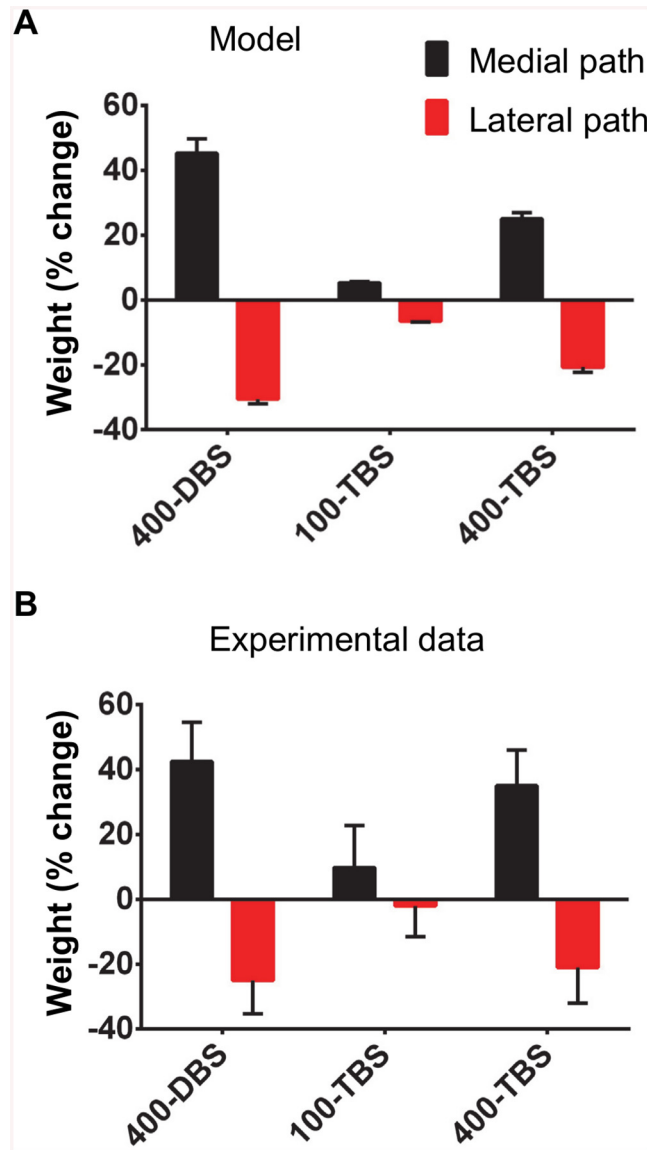 A
Model
Medial path
Lateral path
Weight (% change)
60
40
20
0
-20
-40
400-DBS
100-TBS
400-TBS
B
Experimental data
Weight (% change)
60
40
20
0
-20
-40
400-DBS
100-TBS
400-TBS